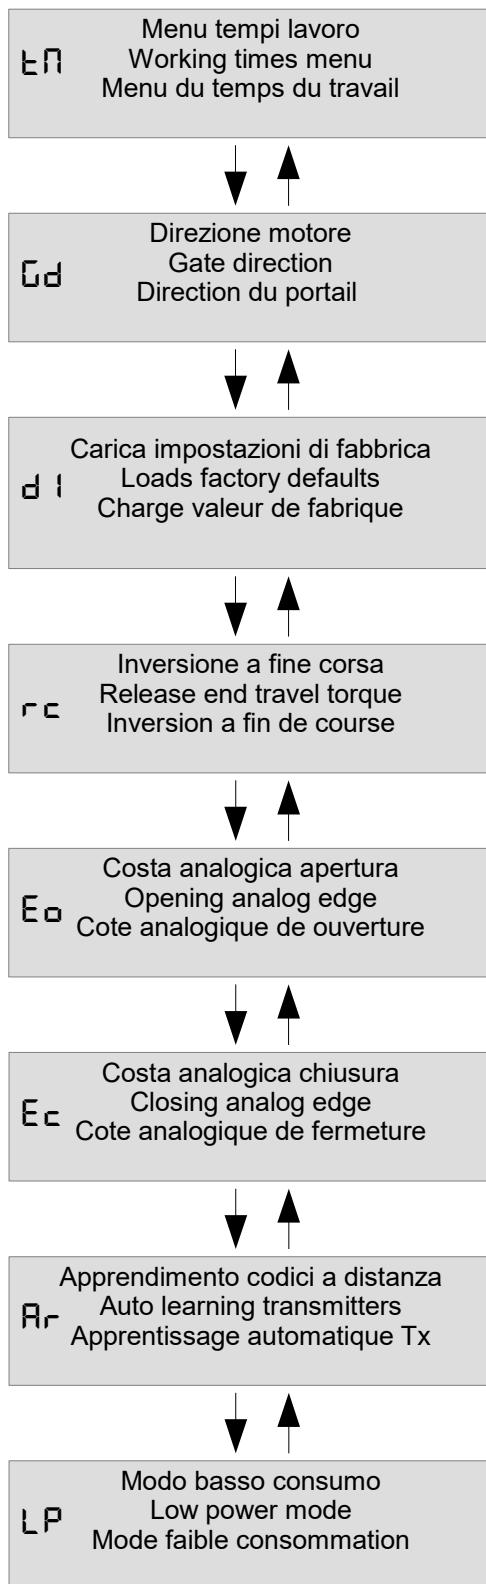 tM
Menu tempi lavoro
Working times menu
Menu du temps du travail
Gd
Direzione motore
Gate direction
Direction du portail
d1
Carica impostazioni di fabbrica
Loads factory defaults
Charge valeur de fabrique
rc
Inversione a fine corsa
Release end travel torque
Inversion a fin de course
Eo
Costa analogica apertura
Opening analog edge
Cote analogique de ouverture
Ec
Costa analogica chiusura
Closing analog edge
Cote analogique de fermeture
Ar
Apprendimento codici a distanza
Auto learning transmitters
Apprentissage automatique Tx
LP
Modo basso consumo
Low power mode
Mode faible consommation